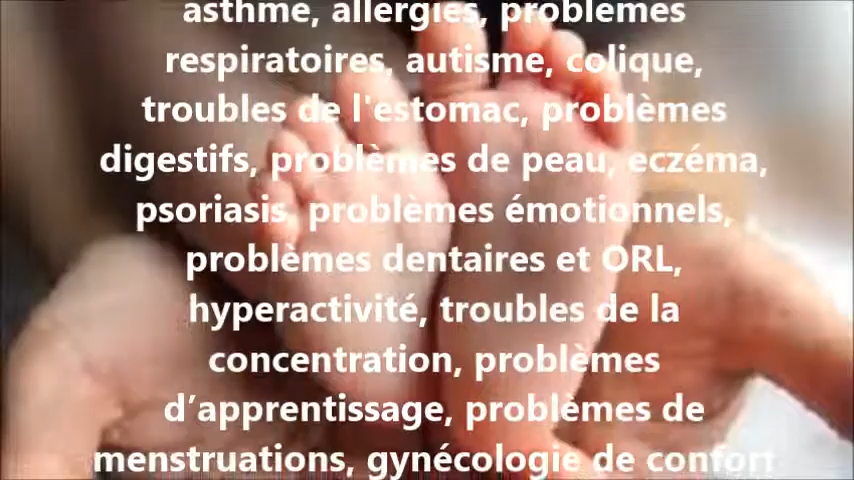 asthme, allergies, problèmes
respiratoires, autisme, colique,
troubles de l'estomac, problèmes
digestifs, problèmes de peau, eczéma,
psoriasis, problèmes émotionnels,
problèmes dentaires et ORL,
hyperactivité, troubles de la
concentration, problèmes
d’apprentissage, problèmes de
menstruations, gynécologie de confort